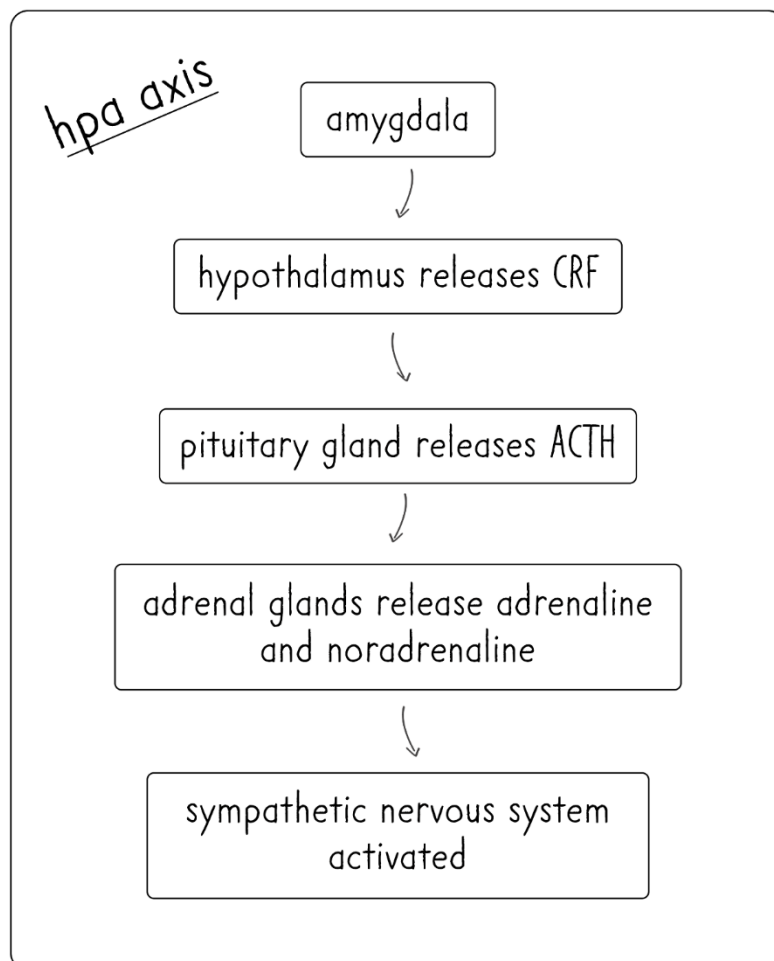 hpa axis
amygdala
hypothalamus releases CRF
pituitary gland releases ACTH
adrenal glands release adrenaline
and noradrenaline
sympathetic nervous system
activated